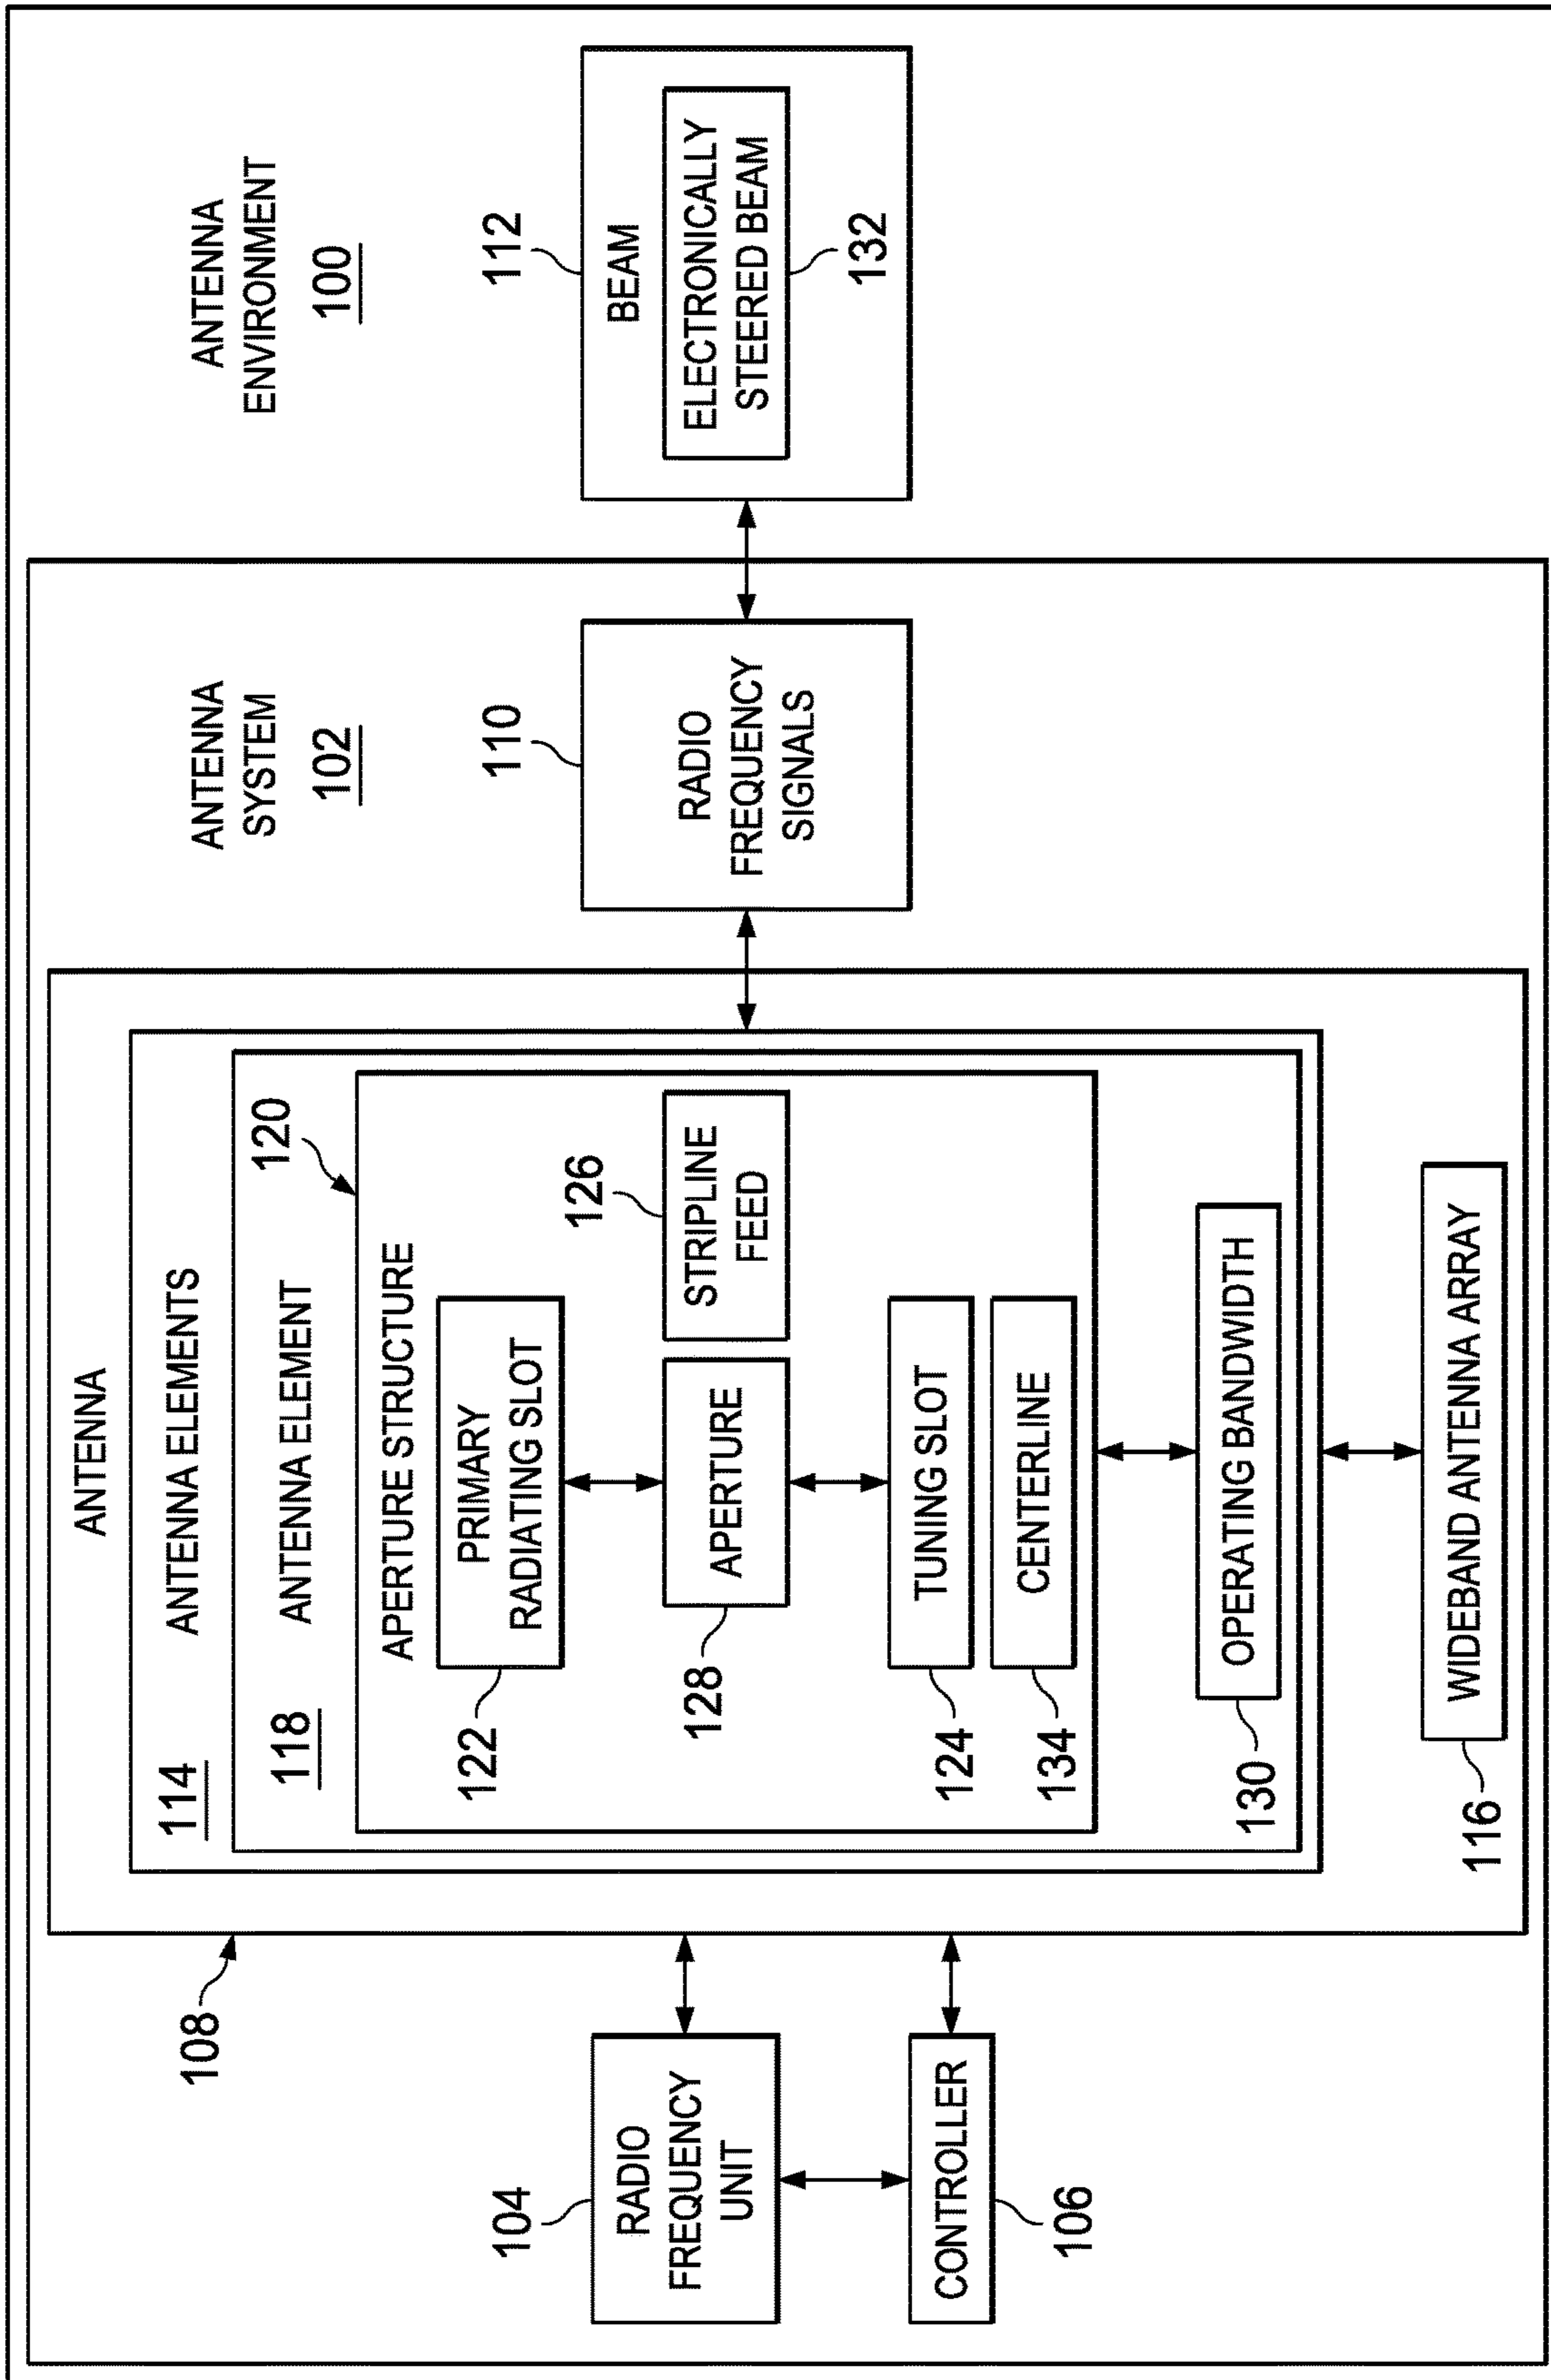 ANTENNA
ENVIRONMENT
100
ANTENNA
SYSTEM
102
108
ANTENNA
114
ANTENNA ELEMENTS
118
ANTENNA ELEMENT
120
APERTURE STRUCTURE
122
PRIMARY
RADIATING SLOT
126
STRIPLINE
FEED
128
APERTURE
124
TUNING SLOT
134
CENTERLINE
130
OPERATING BANDWIDTH
116
WIDEBAND ANTENNA ARRAY
104
RADIO
FREQUENCY
UNIT
CONTROLLER
106
110
RADIO
FREQUENCY
SIGNALS
112
BEAM
ELECTRONICALLY
STEERED BEAM
132